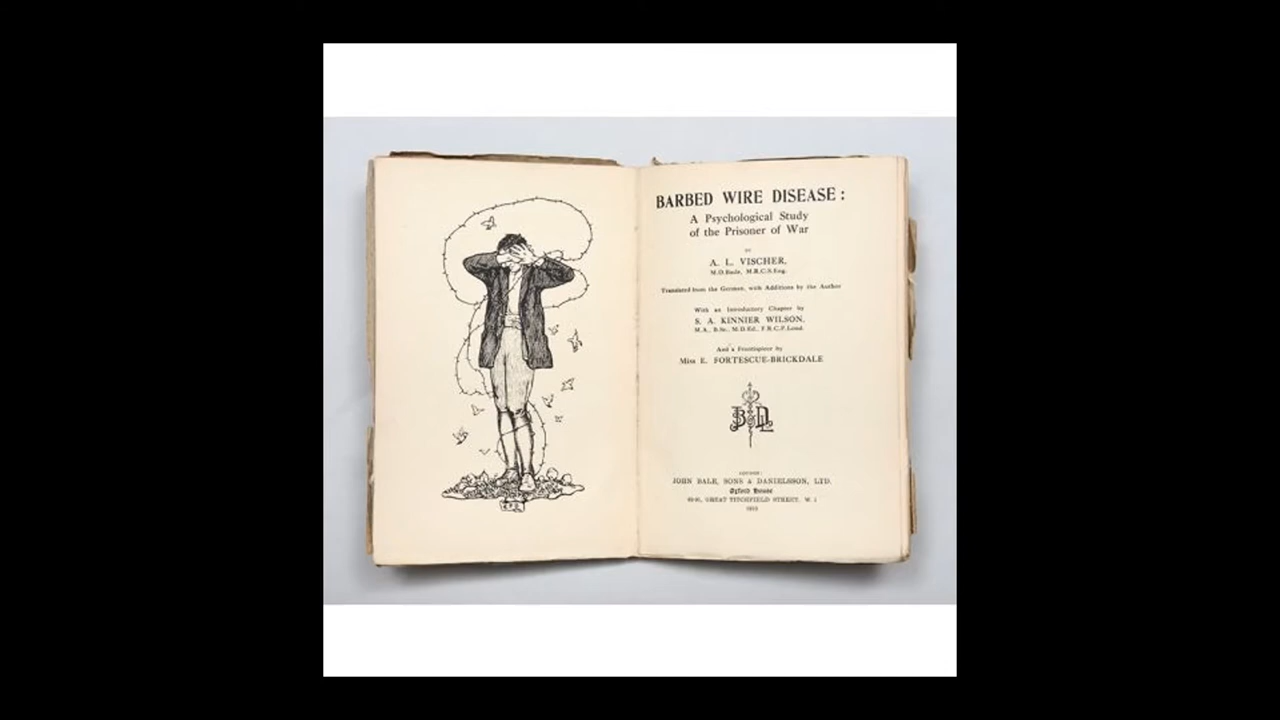 BARBED WIRE DISEASE:
A Psychological Study
of the Prisoner of War
BY
A. L. VISCHER,
M.D.Basle, M.R.C.S.Eng.
Translated from the German, with Additions by the Author
With an Introductory Chapter by
S. A. KINNIER WILSON,
M.A., B.Sc., M.D.Ed., F.R.C.P.Lond.
And a Frontispiece by
Miss E. FORTESCUE-BRICKDALE
LONDON:
JOHN BALE, SONS & DANIELSSON, LTD.
Oxford House
GREAT TITCHFIELD STREET, W. 1